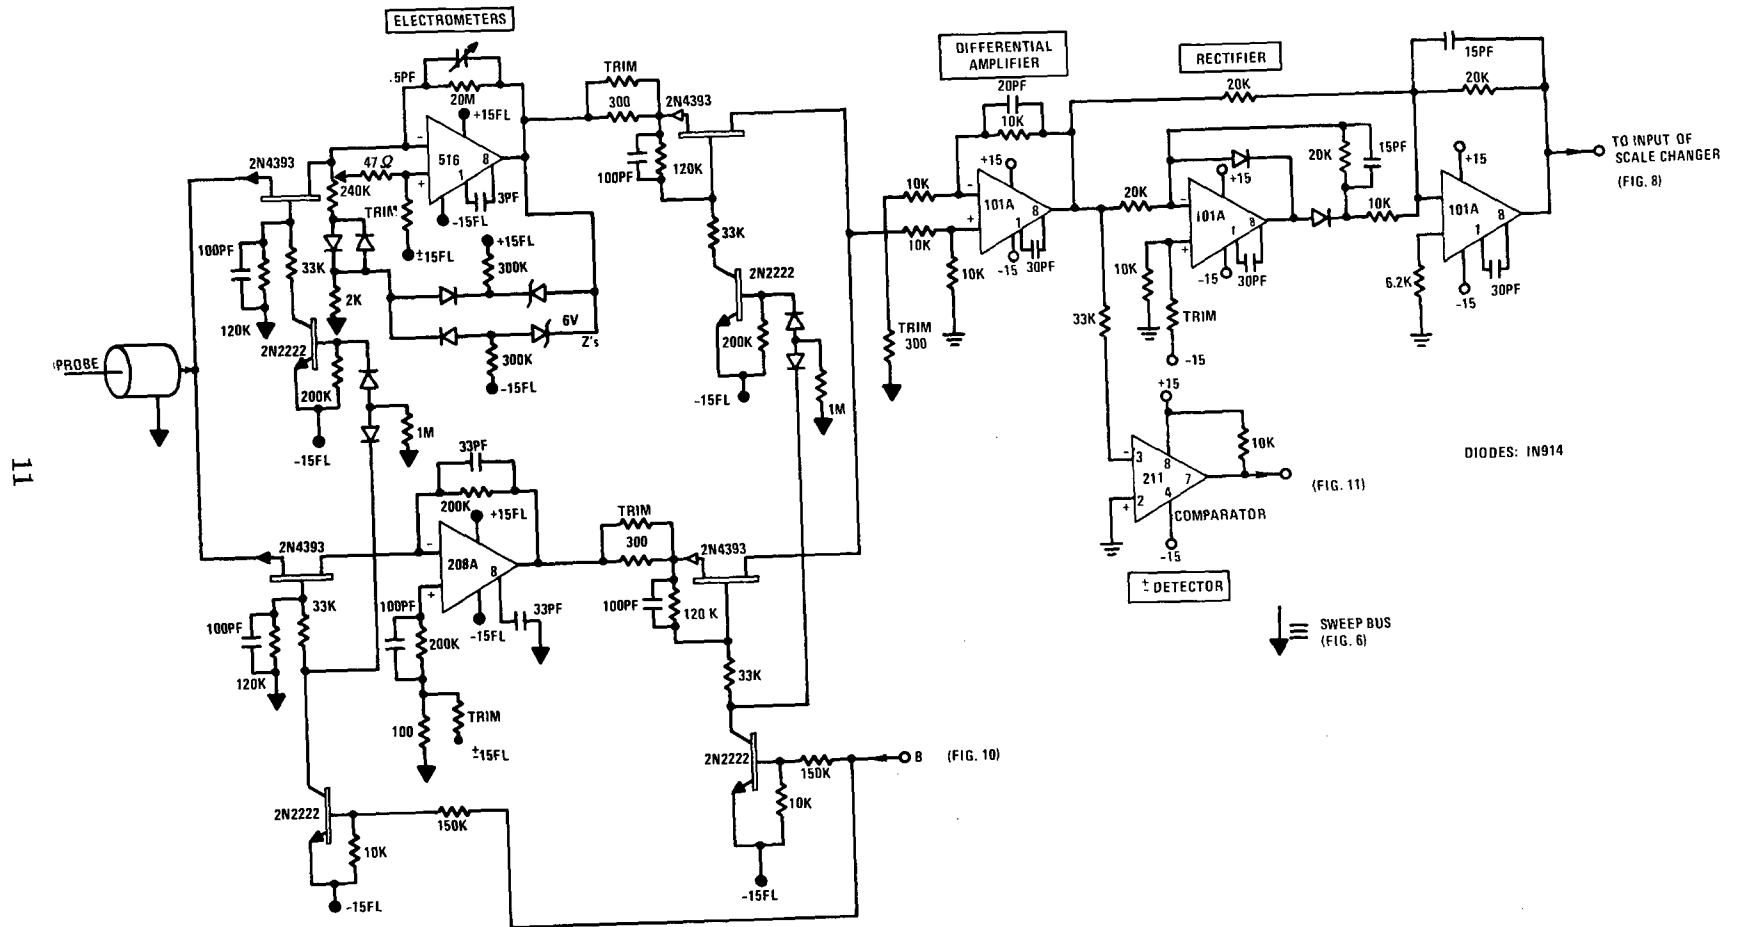 ELECTROMETERS
.5PF
20M
+15FL
516
8
1
3PF
-15FL
2N4393
47Ω
240K
TRIM
±15FL
100PF
33K
120K
2K
+15FL
300K
6V
Z's
300K
-15FL
2N2222
200K
-15FL
1M
PROBE
TRIM
300
2N4393
100PF
120K
33K
2N2222
200K
-15FL
1M
33PF
200K
+15FL
208A
8
33PF
-15FL
100PF
200K
100
TRIM
±15FL
2N4393
33K
100PF
120K
2N2222
10K
-15FL
150K
TRIM
300
2N4393
100PF
120 K
33K
2N2222
150K
10K
-15FL
B (FIG. 10)
DIFFERENTIAL
AMPLIFIER
20PF
10K
+15
10K
101A
8
1
10K
-15
30PF
10K
TRIM
300
RECTIFIER
20K
20K
+15
101A
8
1
-15
30PF
10K
TRIM
-15
20K
15PF
10K
15PF
20K
+15
101A
8
1
6.2K
-15
30PF
TO INPUT OF
SCALE CHANGER
(FIG. 8)
33K
+15
10K
- 3
8
211
7
4
+ 2
COMPARATOR
-15
(FIG. 11)
± DETECTOR
DIODES: IN914
SWEEP BUS
(FIG. 6)
11